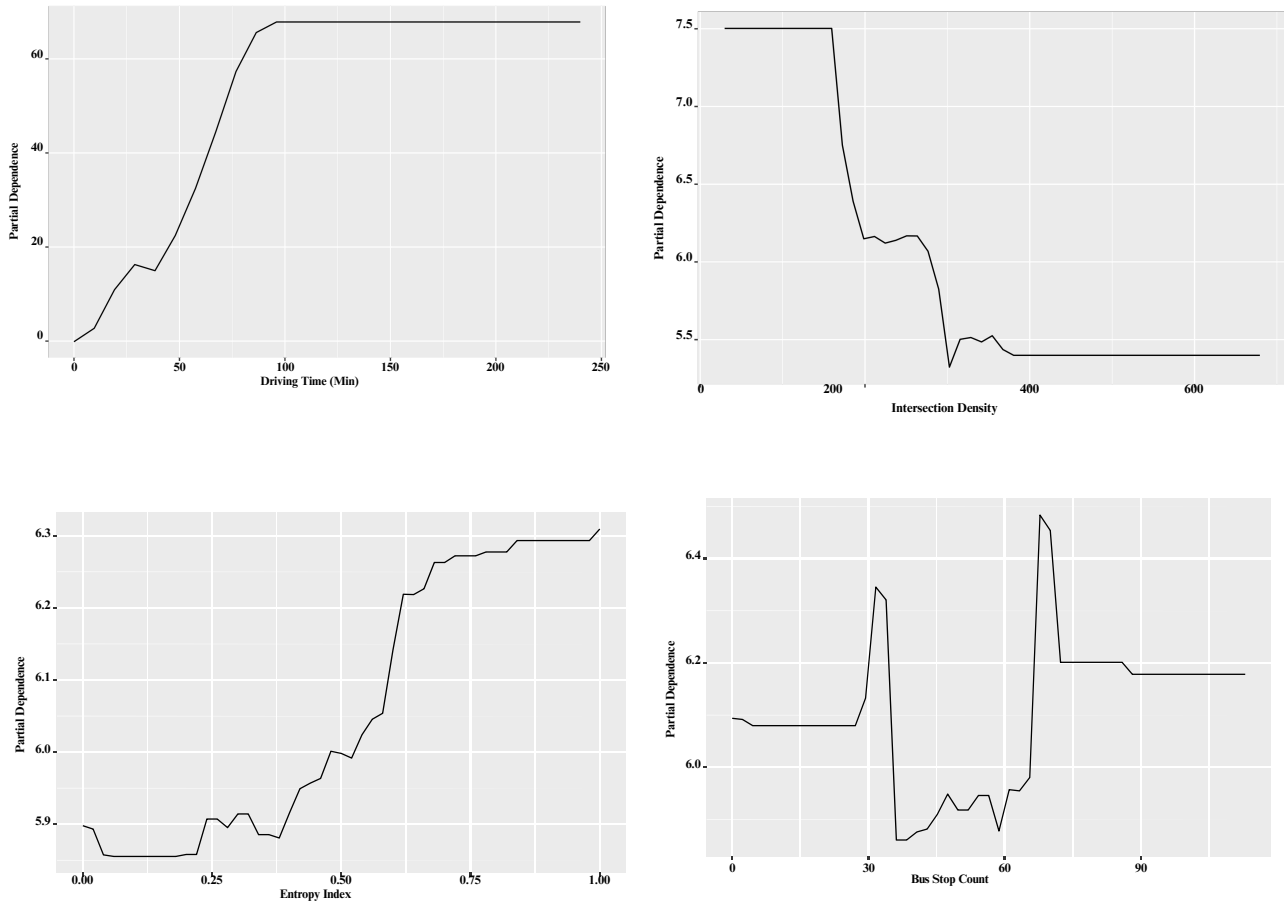 60
40
20
0
0 50 100 150 200 250
Partial Dependence
Driving Time (Min)
7.5
7.0
6.5
6.0
5.5
0 200 400 600
Partial Dependence
Intersection Density
6.3
6.2
6.1
6.0
5.9
0.00 0.25 0.50 0.75 1.00
Partial Dependence
Entropy Index
6.4
6.2
6.0
0 30 60 90
Partial Dependence
Bus Stop Count